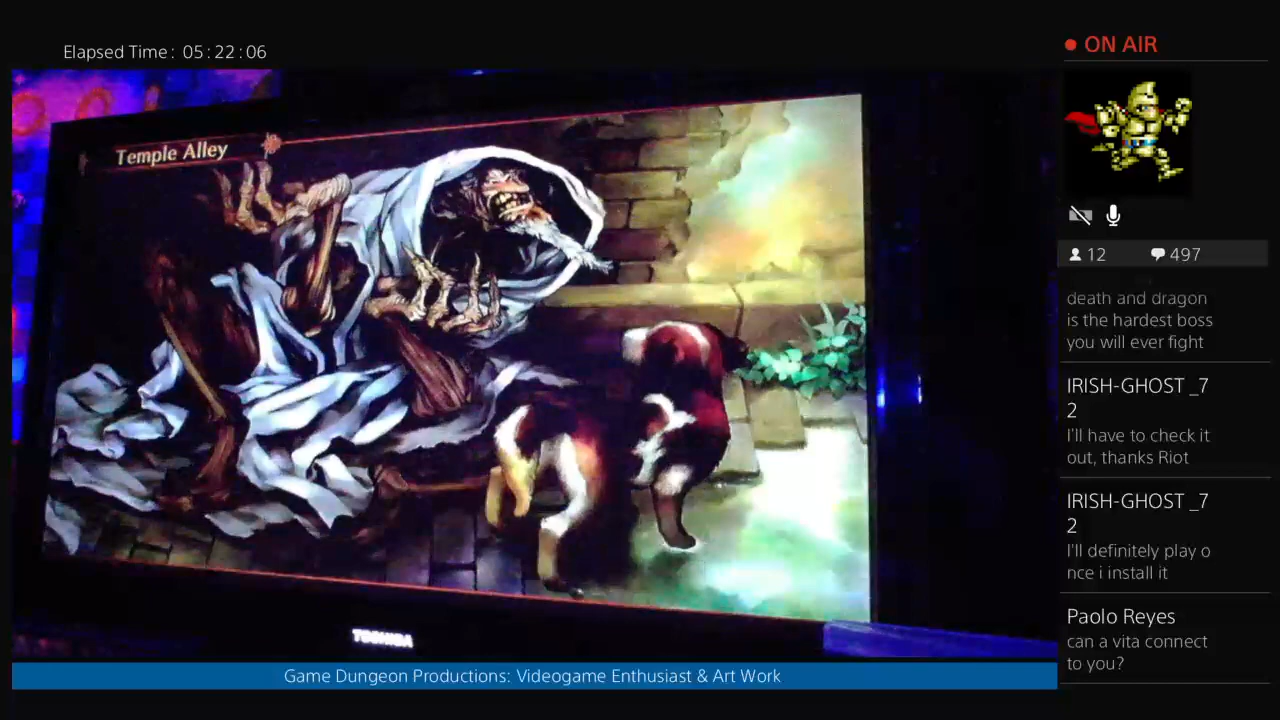 Elapsed Time: 05:22:06
ON AIR
Temple Alley
12 497
death and dragon
is the hardest boss
you will ever fight
IRISH-GHOST _7
2
I'll have to check it
out, thanks Riot
IRISH-GHOST _7
2
I'll definitely play o
nce i install it
Paolo Reyes
can a vita connect
to you?
TOSHIBA
Game Dungeon Productions: Videogame Enthusiast & Art Work